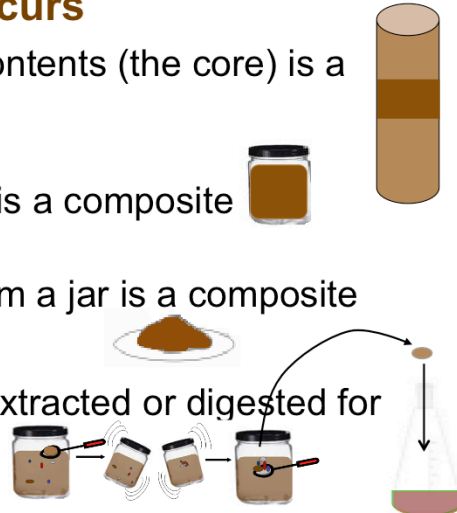 curs
ontents (the core) is a
is a composite
m a jar is a composite
xtracted or digested for